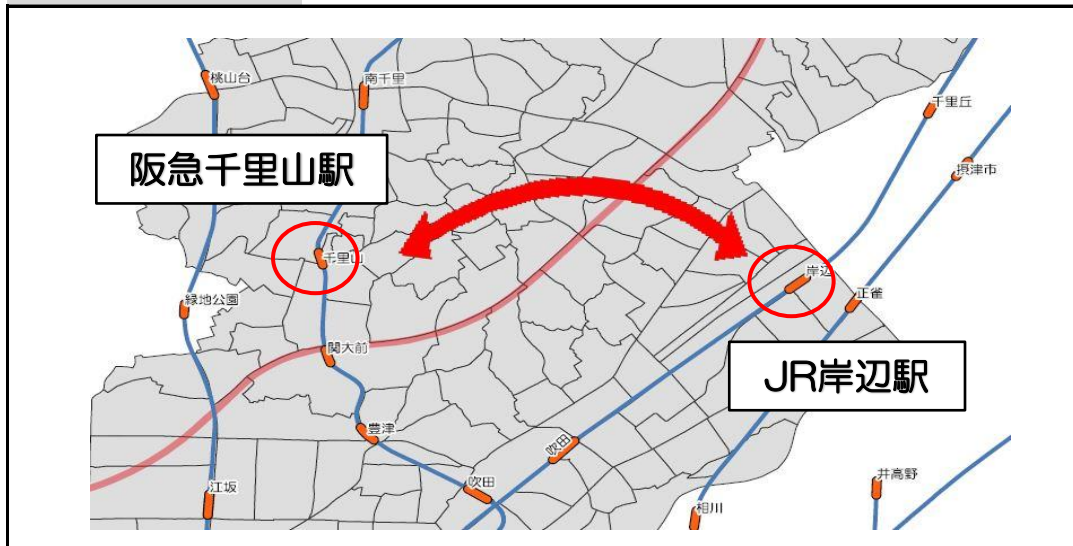 桃山台
南千里
千里丘
摂津市
阪急千里山駅
千里山
岸辺
緑地公園
正雀
関大前
JR岸辺駅
豊津
吹田
井高野
江坂
吹田
相川